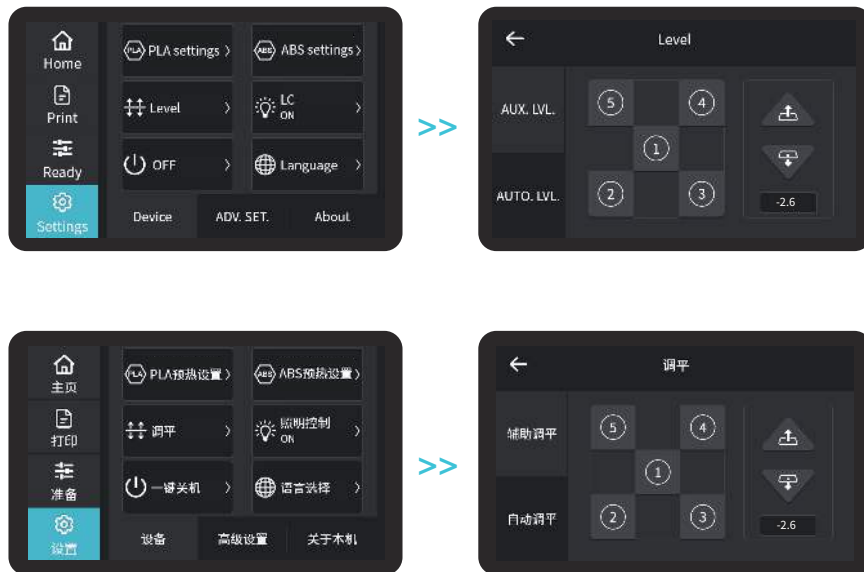 Home
Print
Ready
Settings
PLA
PLA settings >
ABS
ABS settings >
Level >
LC
ON >
OFF >
Language >
Device
ADV. SET.
About
>>
Level
AUX. LVL.
AUTO. LVL.
5
4
1
2
3
-2.6
主页
打印
准备
设置
PLA
PLA预热设置 >
ABS
ABS预热设置 >
调平 >
照明控制
ON >
一键关机 >
语言选择 >
设备
高级设置
关于本机
>>
调平
辅助调平
自动调平
5
4
1
2
3
-2.6